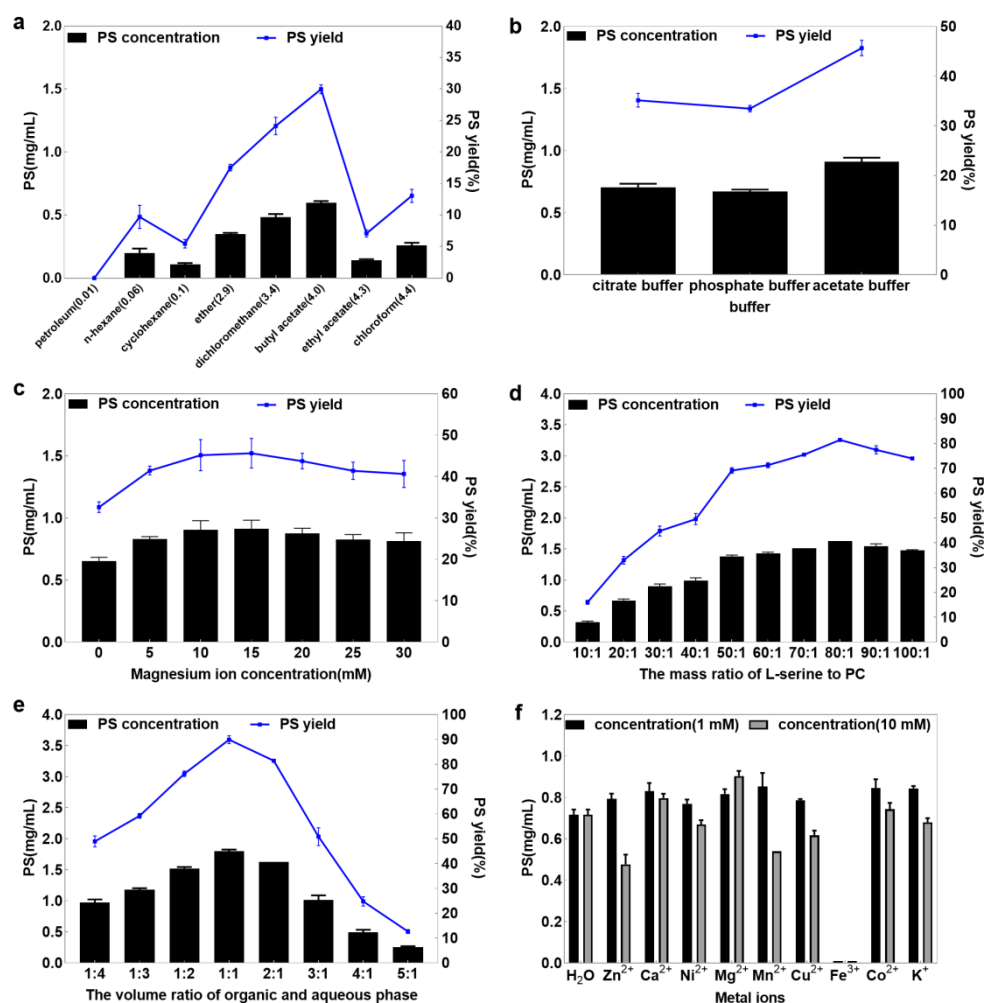 a
PS concentration PS yield
2.0
1.5
1.0
0.5
0.0
PS(mg/mL)
40
35
30
25
20
15
10
5
0
PS yield(%)
petroleum(0.01)
n-hexane(0.06)
cyclohexane(0.1)
ether(2.9)
dichloromethane(3.4)
butyl acetate(4.0)
ethyl acetate(4.3)
chloroform(4.4)
b
PS concentration PS yield
2.0
1.5
1.0
0.5
0.0
PS(mg/mL)
50
40
30
20
10
0
PS yield(%)
citrate buffer phosphate buffer acetate buffer
buffer
c
PS concentration PS yield
2.0
1.5
1.0
0.5
0.0
PS(mg/mL)
60
50
40
30
20
10
0
PS yield(%)
0 5 10 15 20 25 30
Magnesium ion concentration(mM)
d
PS concentration PS yield
4.0
3.5
3.0
2.5
2.0
1.5
1.0
0.5
0.0
PS(mg/mL)
100
90
80
70
60
50
40
30
20
10
0
PS yield(%)
10:1 20:1 30:1 40:1 50:1 60:1 70:1 80:1 90:1 100:1
The mass ratio of L-serine to PC
e
PS concentration PS yield
4.0
3.5
3.0
2.5
2.0
1.5
1.0
0.5
0.0
PS(mg/mL)
100
90
80
70
60
50
40
30
20
10
0
PS yield(%)
1:4 1:3 1:2 1:1 2:1 3:1 4:1 5:1
The volume ratio of organic and aqueous phase
f
concentration(1 mM) concentration(10 mM)
1.2
1.0
0.8
0.6
0.4
0.2
0.0
PS(mg/mL)
H₂O Zn²⁺ Ca²⁺ Ni²⁺ Mg²⁺ Mn²⁺ Cu²⁺ Fe³⁺ Co²⁺ K⁺
Metal ions